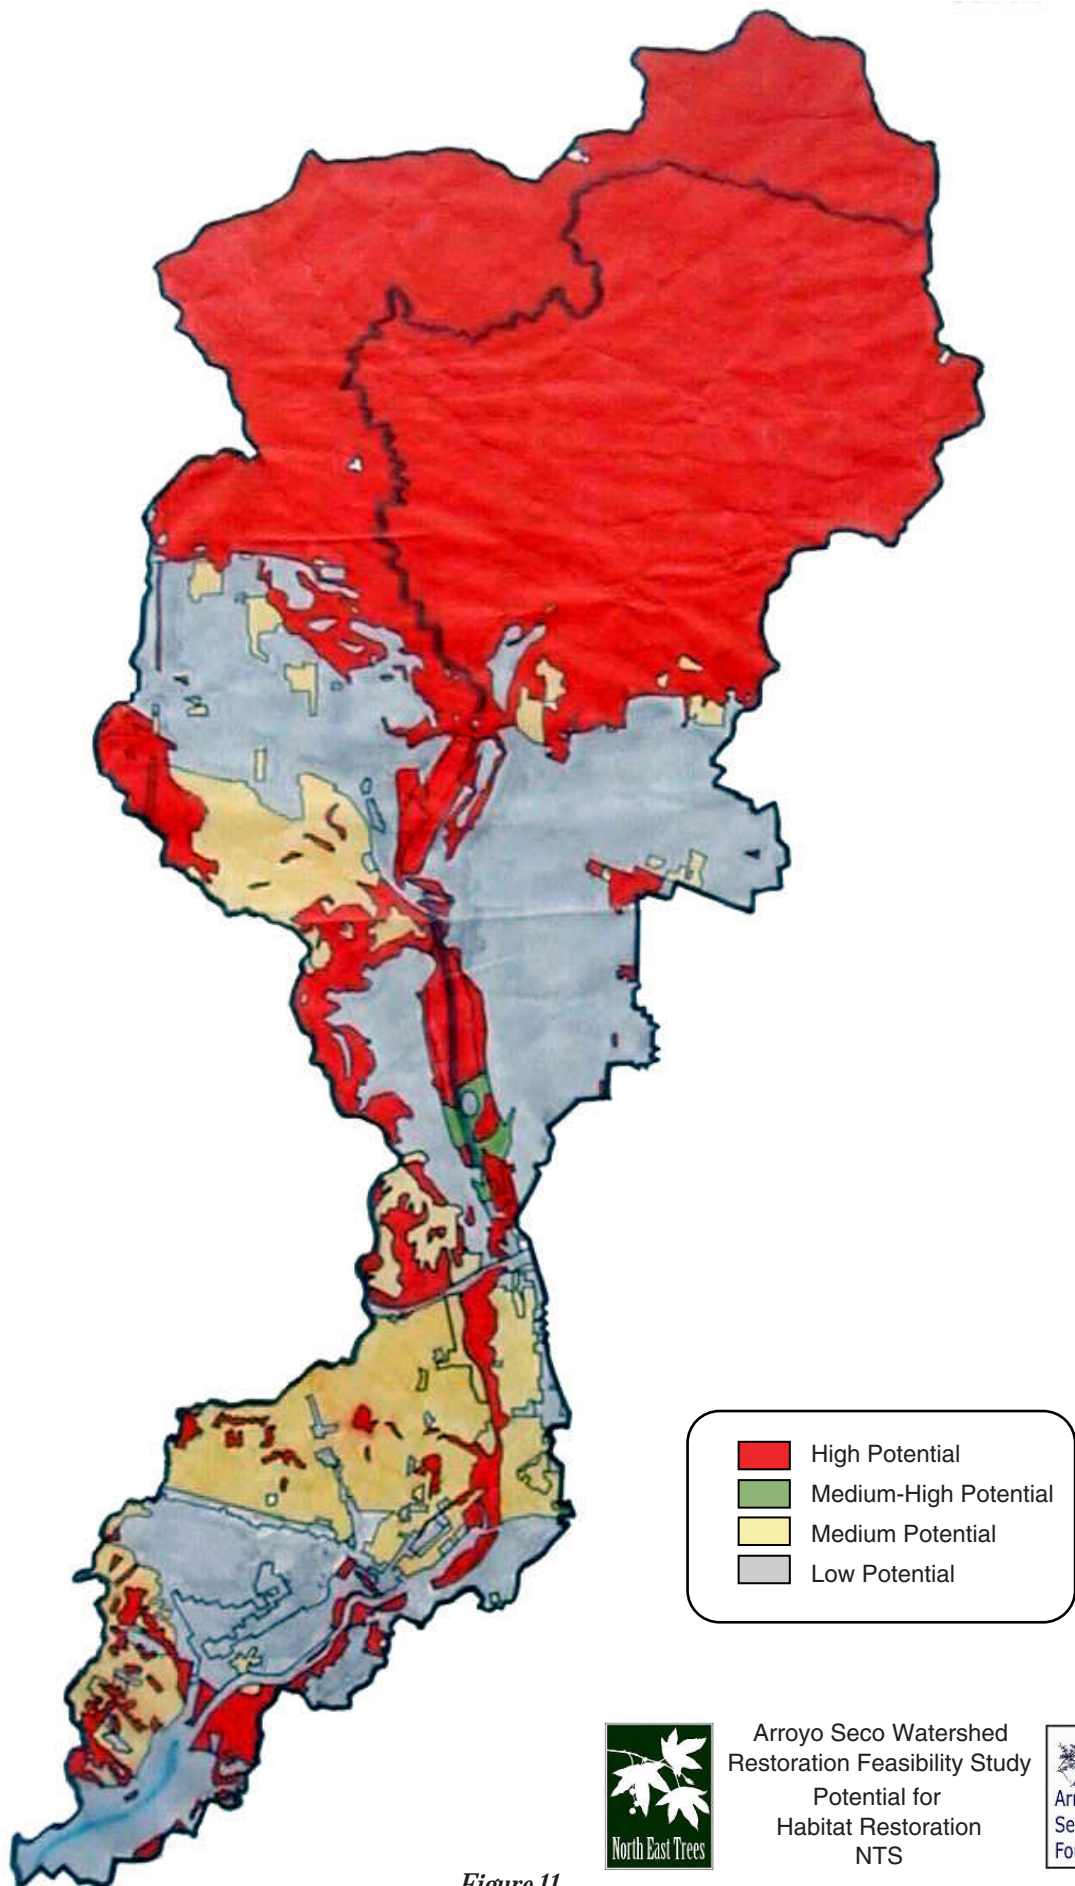 High Potential
Medium-High Potential
Medium Potential
Low Potential
Arroyo Seco Watershed
Restoration Feasibility Study
Potential for
Habitat Restoration
NTS
North East Trees
Figure 11